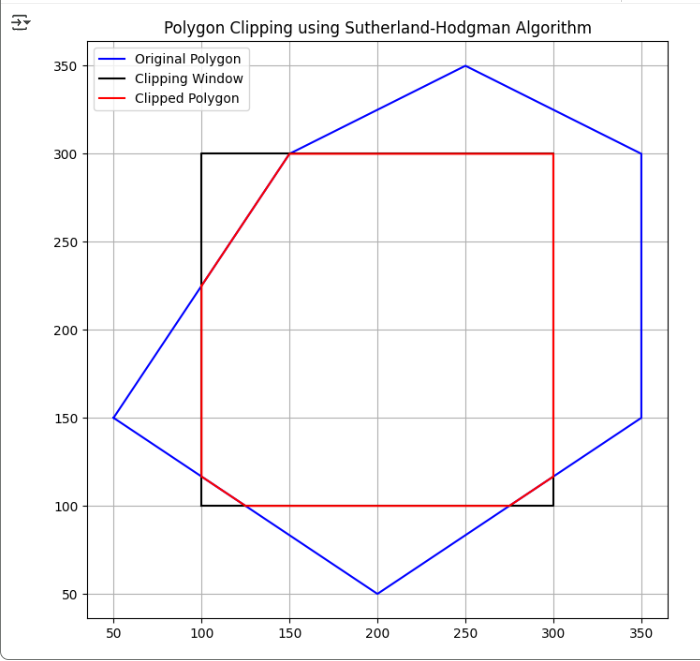 Polygon Clipping using Sutherland-Hodgman Algorithm
Original Polygon
Clipping Window
Clipped Polygon
350
300
250
200
150
100
50
50 100 150 200 250 300 350